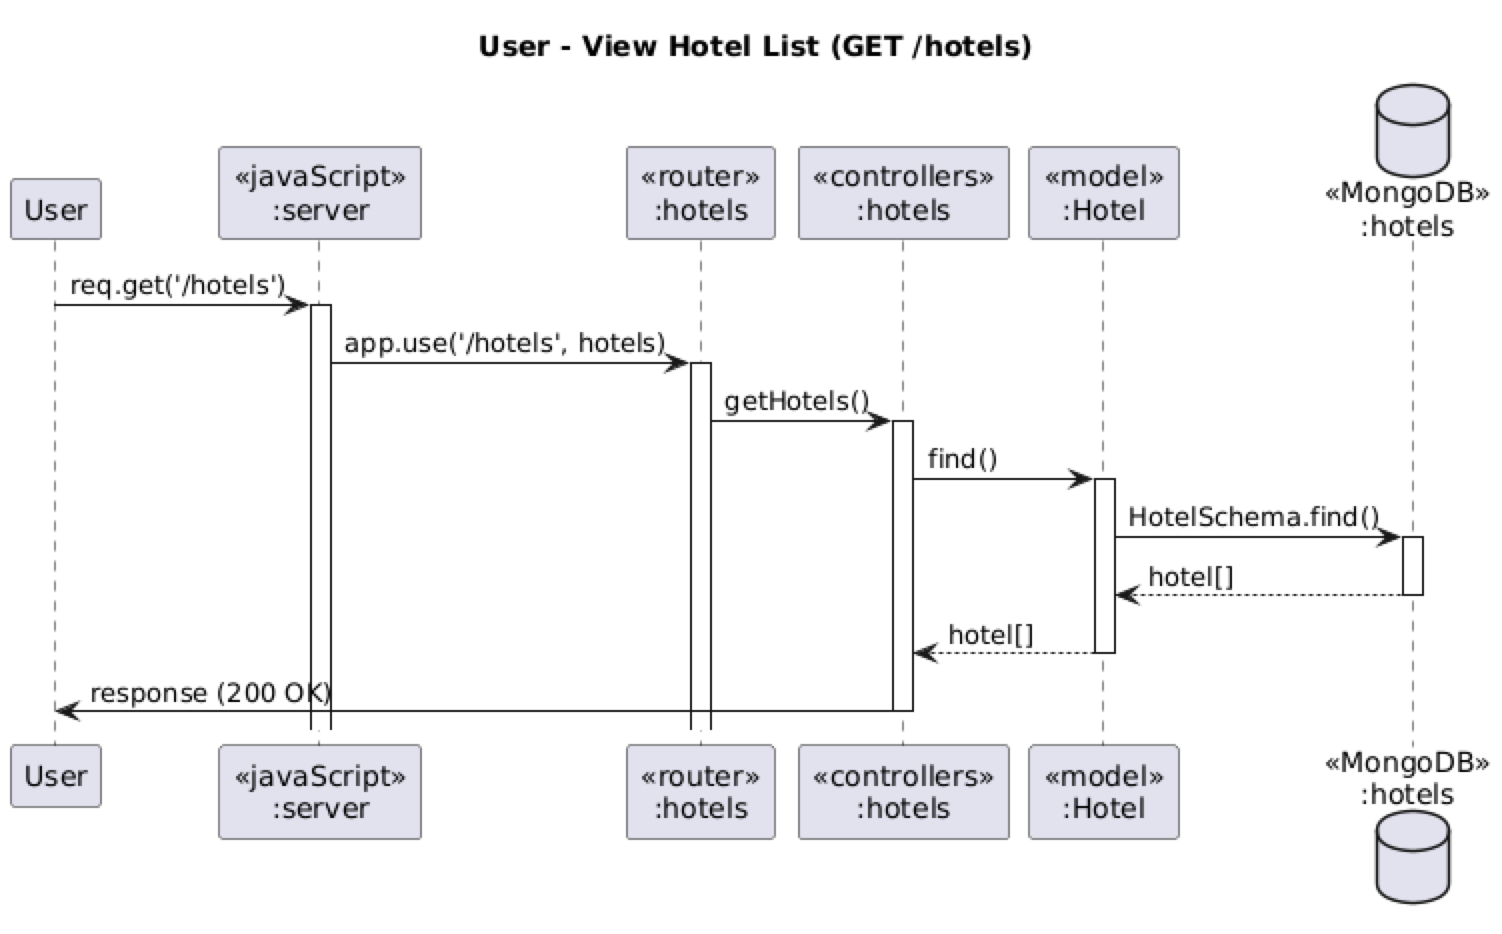 User - View Hotel List (GET /hotels)
User
«javaScript»
:server
«router»
:hotels
«controllers»
:hotels
«model»
:Hotel
«MongoDB»
:hotels
req.get('/hotels')
app.use('/hotels', hotels)
getHotels()
find()
HotelSchema.find()
hotel[]
hotel[]
response (200 OK)
User
«javaScript»
:server
«router»
:hotels
«controllers»
:hotels
«model»
:Hotel
«MongoDB»
:hotels